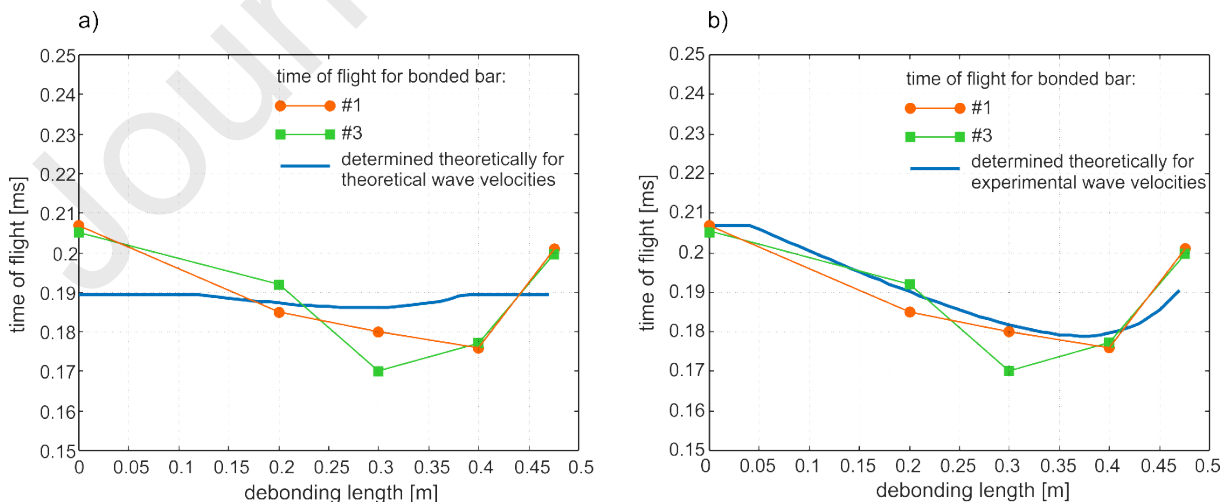 a)
0.25
0.24
0.23
0.22
0.21
0.2
0.19
0.18
0.17
0.16
0.15
time of flight [ms]
0 0.05 0.1 0.15 0.2 0.25 0.3 0.35 0.4 0.45 0.5
debonding length [m]
time of flight for bonded bar:
#1
#3
determined theoretically for
theoretical wave velocities
Journ
b)
0.25
0.24
0.23
0.22
0.21
0.2
0.19
0.18
0.17
0.16
0.15
time of flight [ms]
0 0.05 0.1 0.15 0.2 0.25 0.3 0.35 0.4 0.45 0.5
debonding length [m]
time of flight for bonded bar:
#1
#3
determined theoretically for
experimental wave velocities